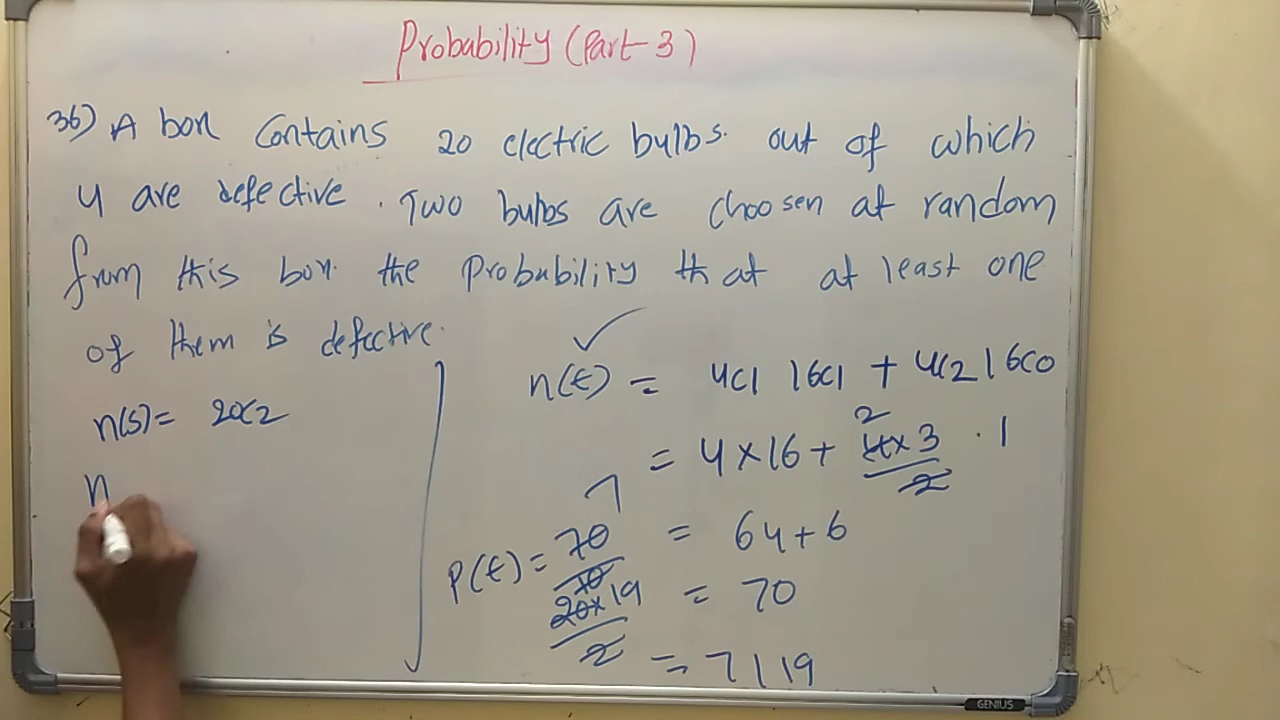 Probability (Part-3)
36) A box contains 20 electric bulbs. out of which
4 are defective. Two bulbs are choosen at random
from this box. the probability that at least one
of them is defective.
n(s) = 20C2
n
n(E) = 4C1 16C1 + 4C2 16C0
= 4×16 + 4×3/2 . 1
2
= 64+6
= 70
P(E) = 70/20×19/2
7
10
= 7/19
GENIUS